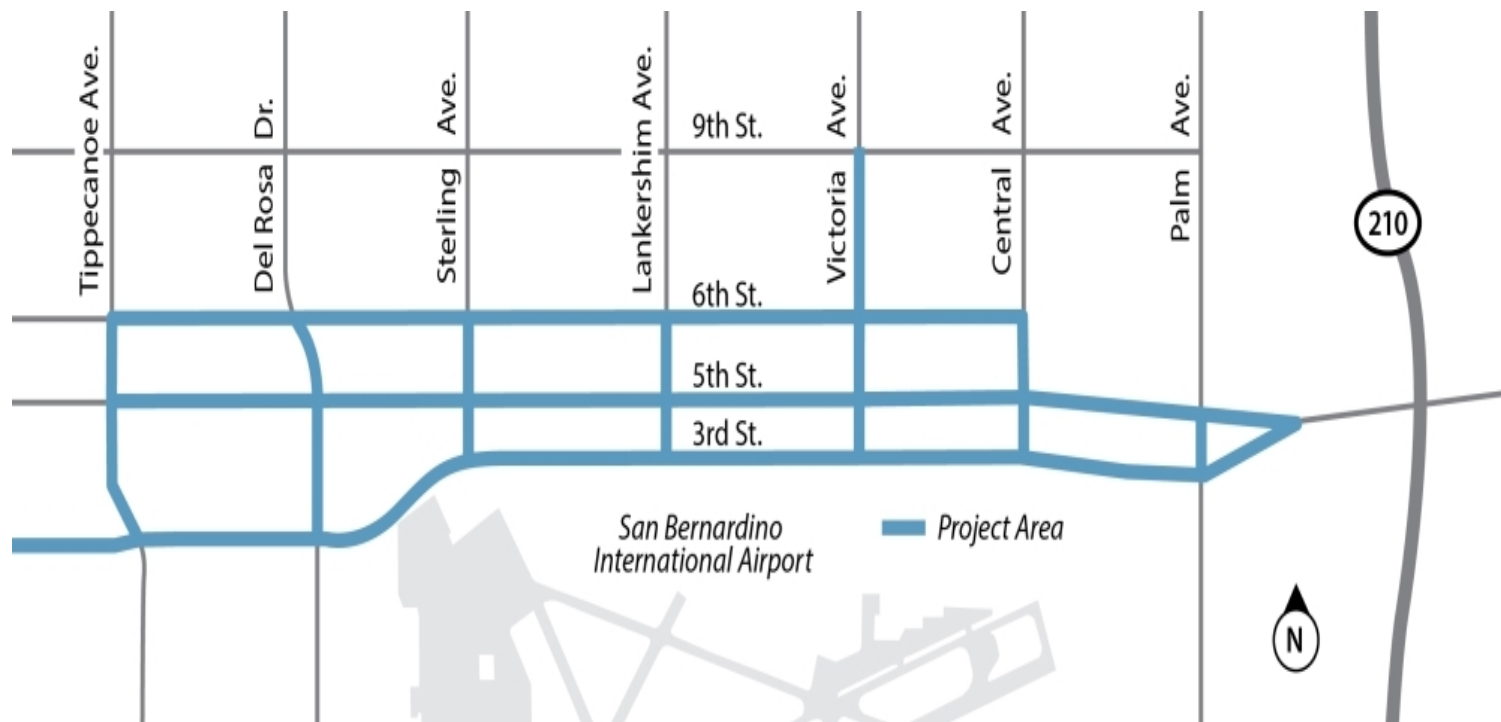 Tippecanoe Ave.
Del Rosa Dr.
Sterling Ave.
Lankershim Ave.
Victoria Ave.
Central Ave.
Palm Ave.
9th St.
210
6th St.
5th St.
3rd St.
San Bernardino
International Airport
Project Area
N